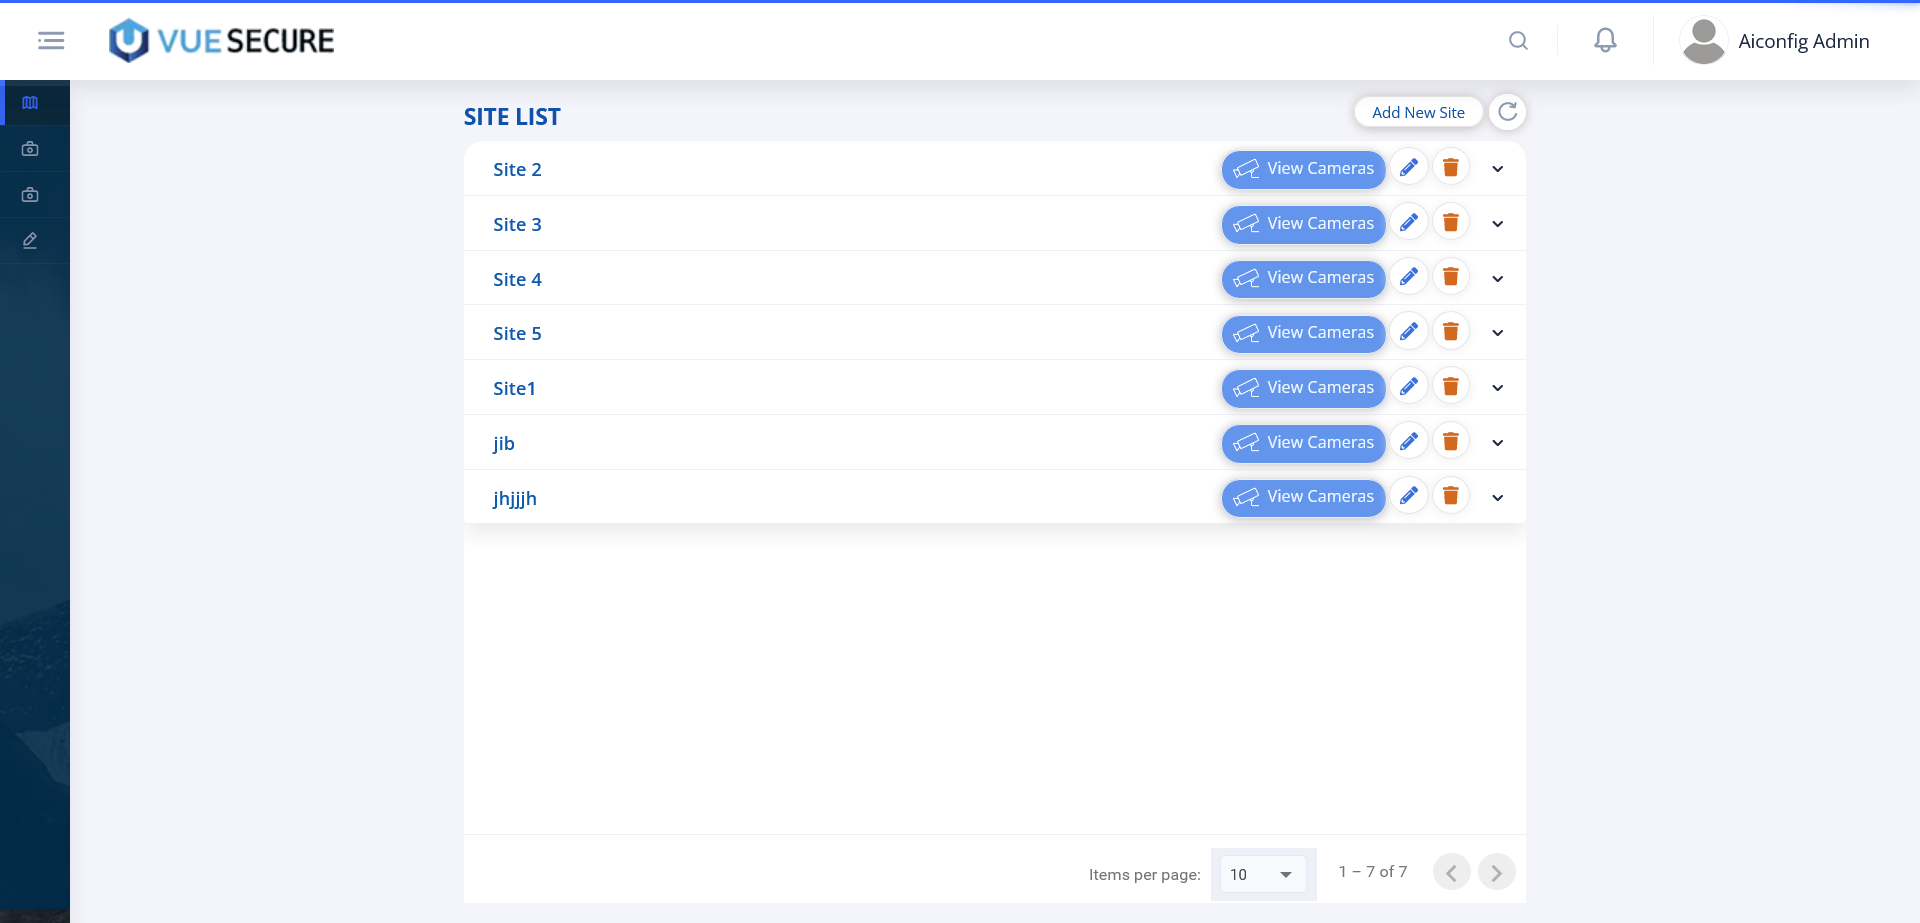 VUE SECURE
Aiconfig Admin
SITE LIST
Add New Site
Site 2 View Cameras
Site 3 View Cameras
Site 4 View Cameras
Site 5 View Cameras
Site1 View Cameras
jib View Cameras
jhjjjh View Cameras
Items per page: 10 1 – 7 of 7